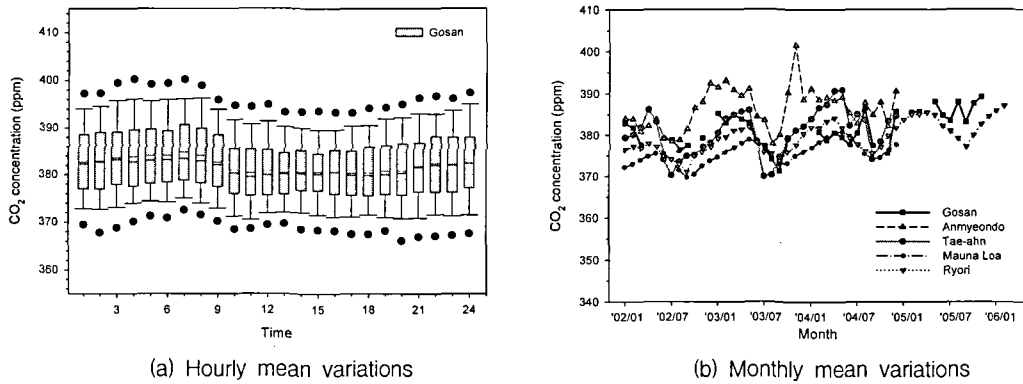 410
400
390
380
370
360
CO₂ concentration (ppm)
Gosan
3
6
9
12
15
18
21
24
Time
(a) Hourly mean variations
410
400
390
380
370
360
350
340
CO₂ concentration (ppm)
Gosan
Anmyeondo
Tae-ahn
Mauna Loa
Ryori
'02/01
'02/07
'03/01
'03/07
'04/01
'04/07
'05/01
'05/07
'06/01
Month
(b) Monthly mean variations